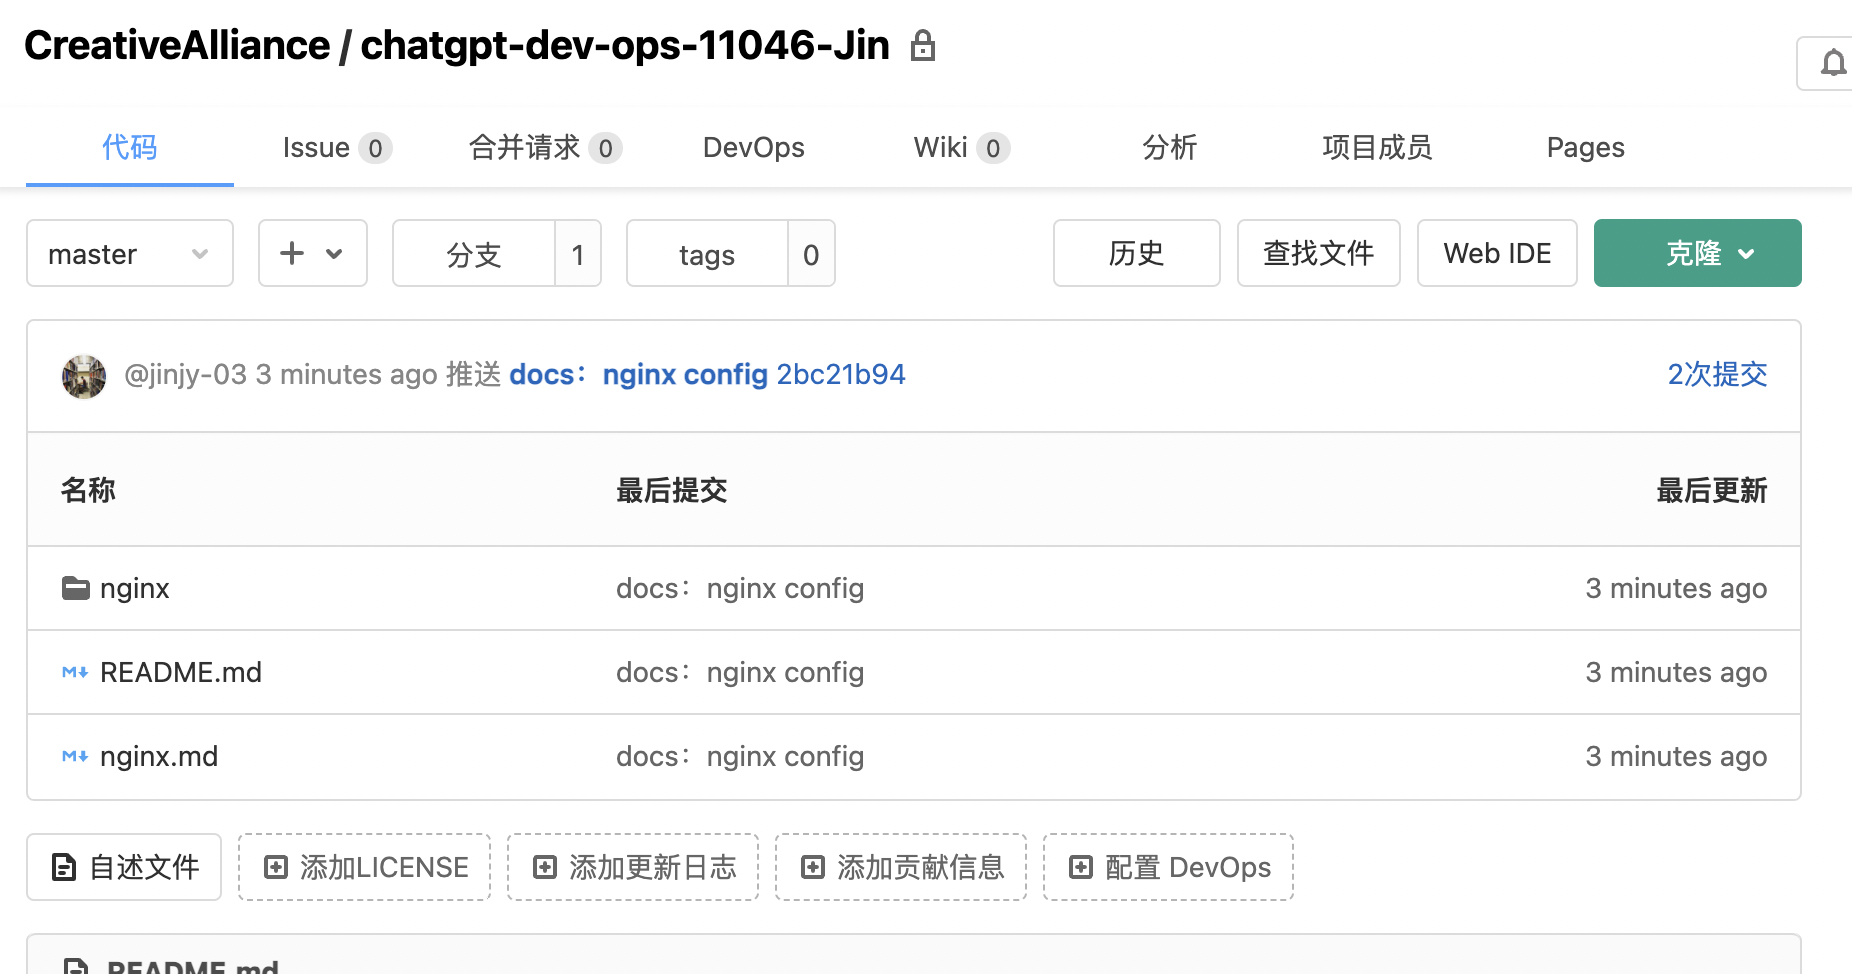 CreativeAlliance / chatgpt-dev-ops-11046-Jin
代码 Issue 0 合并请求 0 DevOps Wiki 0 分析 项目成员 Pages
master 分支 1 tags 0 历史 查找文件 Web IDE 克隆
@jinjy-03 3 minutes ago 推送 docs：nginx config 2bc21b94 2次提交
名称 最后提交 最后更新
nginx docs：nginx config 3 minutes ago
README.md docs：nginx config 3 minutes ago
nginx.md docs：nginx config 3 minutes ago
自述文件 添加LICENSE 添加更新日志 添加贡献信息 配置 DevOps
README.md